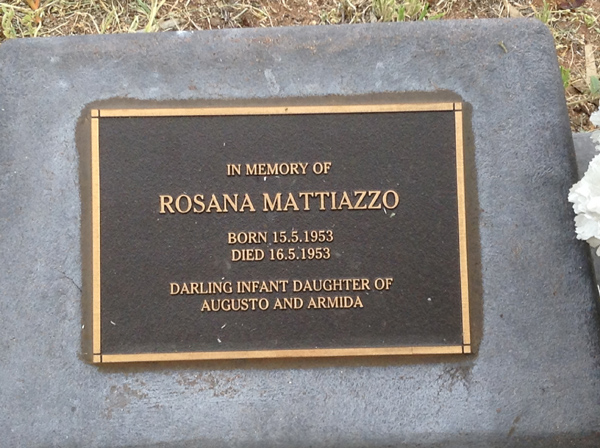 IN MEMORY OF
ROSANA MATTIAZZO
BORN 15.5.1953
DIED 16.5.1953
DARLING INFANT DAUGHTER OF
AUGUSTO AND ARMIDA